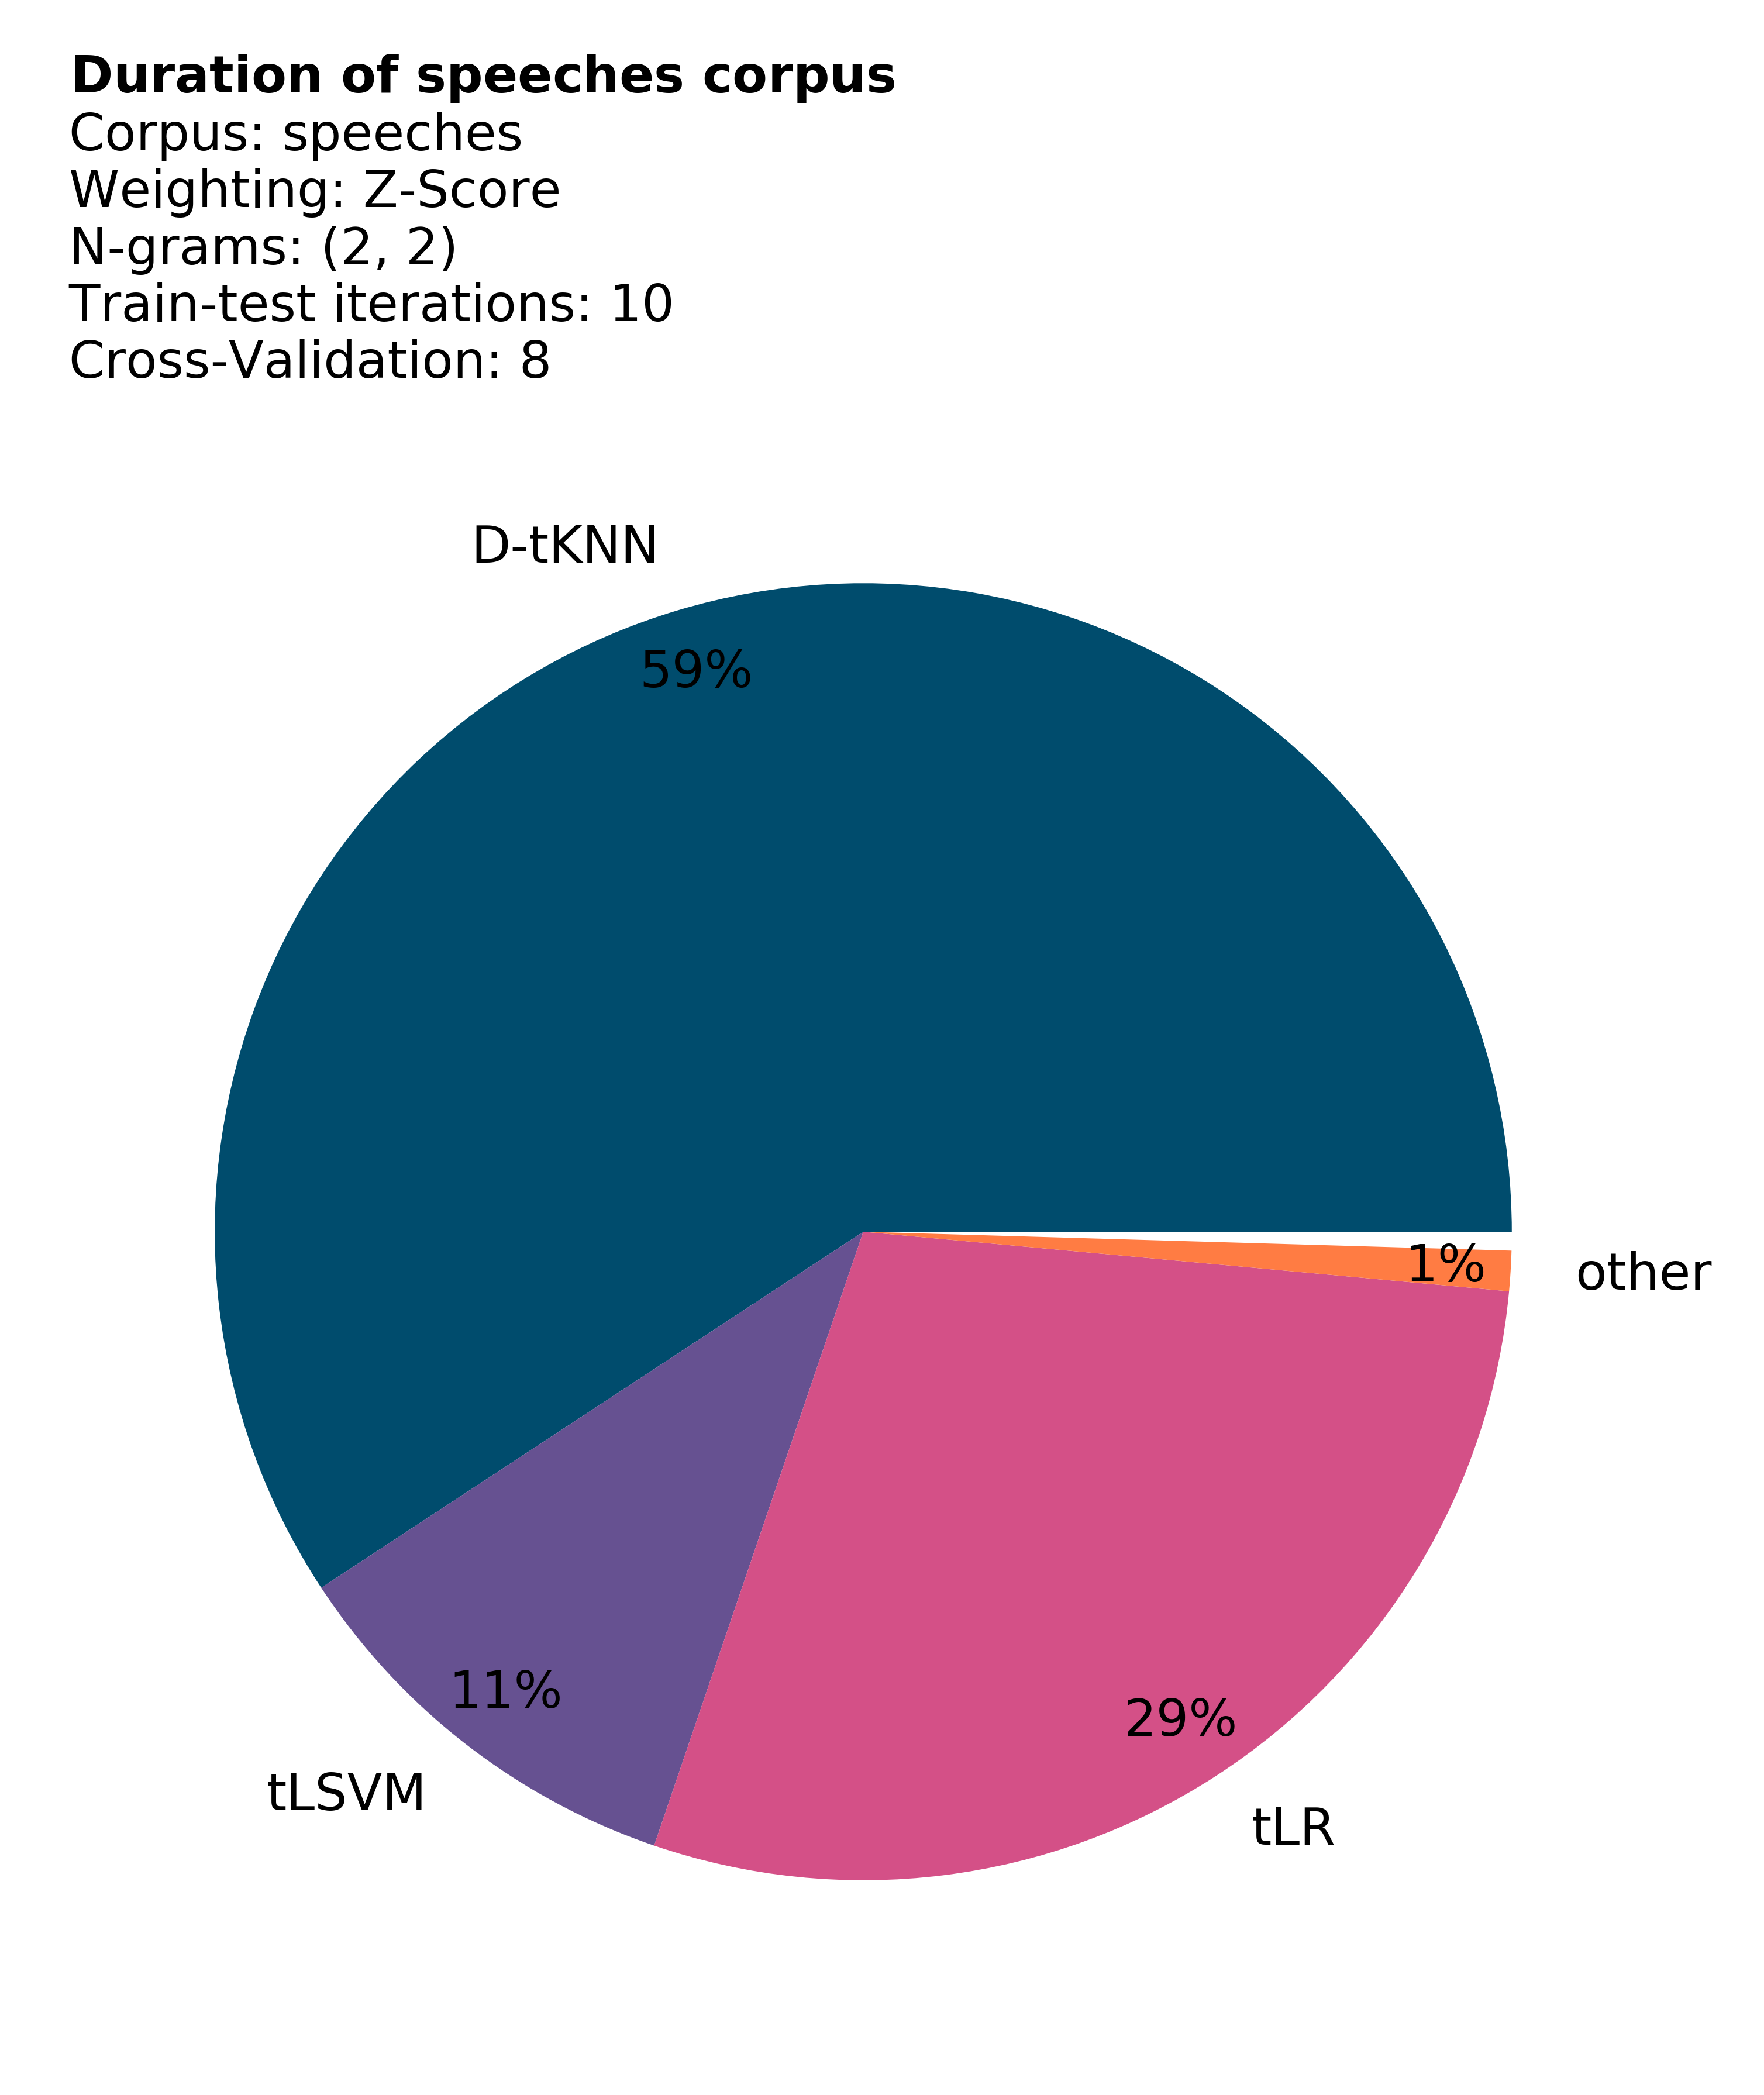 Duration of speeches corpus
Corpus: speeches
Weighting: Z-Score
N-grams: (2, 2)
Train-test iterations: 10
Cross-Validation: 8
D-tKNN
59%
1%
other
11%
29%
tLSVM
tLR